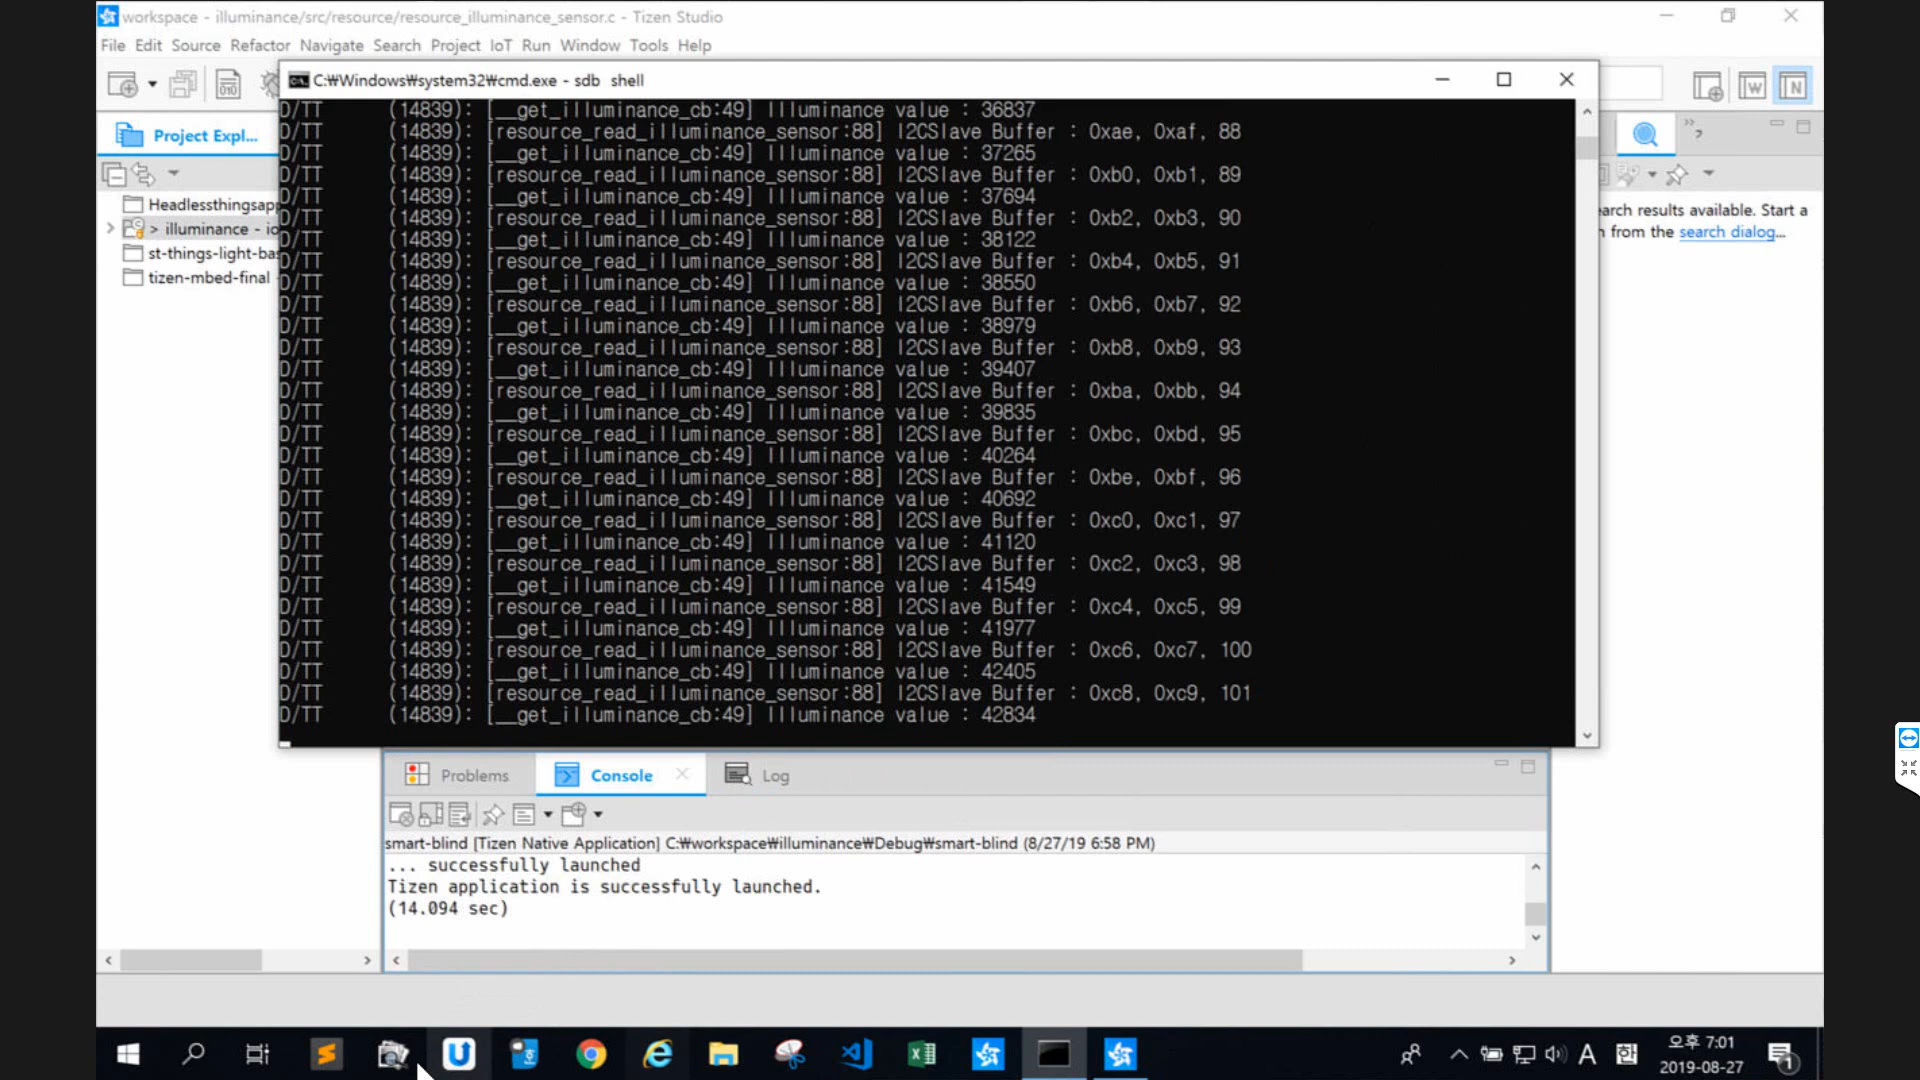 workspace - illuminance/src/resource/resource_illuminance_sensor.c - Tizen Studio
File Edit Source Refactor Navigate Search Project IoT Run Window Tools Help
C:₩Windows₩system32₩cmd.exe - sdb shell
Project Expl...
Headlessthingsapp
> illuminance - io
st-things-light-bas
tizen-mbed-final
D/TT (14839): [__get_illuminance_cb:49] Illuminance value : 36837
D/TT (14839): [resource_read_illuminance_sensor:88] I2CSlave Buffer : 0xae, 0xaf, 88
D/TT (14839): [__get_illuminance_cb:49] Illuminance value : 37265
D/TT (14839): [resource_read_illuminance_sensor:88] I2CSlave Buffer : 0xb0, 0xb1, 89
D/TT (14839): [__get_illuminance_cb:49] Illuminance value : 37694
D/TT (14839): [resource_read_illuminance_sensor:88] I2CSlave Buffer : 0xb2, 0xb3, 90
D/TT (14839): [__get_illuminance_cb:49] Illuminance value : 38122
D/TT (14839): [resource_read_illuminance_sensor:88] I2CSlave Buffer : 0xb4, 0xb5, 91
D/TT (14839): [__get_illuminance_cb:49] Illuminance value : 38550
D/TT (14839): [resource_read_illuminance_sensor:88] I2CSlave Buffer : 0xb6, 0xb7, 92
D/TT (14839): [__get_illuminance_cb:49] Illuminance value : 38979
D/TT (14839): [resource_read_illuminance_sensor:88] I2CSlave Buffer : 0xb8, 0xb9, 93
D/TT (14839): [__get_illuminance_cb:49] Illuminance value : 39407
D/TT (14839): [resource_read_illuminance_sensor:88] I2CSlave Buffer : 0xba, 0xbb, 94
D/TT (14839): [__get_illuminance_cb:49] Illuminance value : 39835
D/TT (14839): [resource_read_illuminance_sensor:88] I2CSlave Buffer : 0xbc, 0xbd, 95
D/TT (14839): [__get_illuminance_cb:49] Illuminance value : 40264
D/TT (14839): [resource_read_illuminance_sensor:88] I2CSlave Buffer : 0xbe, 0xbf, 96
D/TT (14839): [__get_illuminance_cb:49] Illuminance value : 40692
D/TT (14839): [resource_read_illuminance_sensor:88] I2CSlave Buffer : 0xc0, 0xc1, 97
D/TT (14839): [__get_illuminance_cb:49] Illuminance value : 41120
D/TT (14839): [resource_read_illuminance_sensor:88] I2CSlave Buffer : 0xc2, 0xc3, 98
D/TT (14839): [__get_illuminance_cb:49] Illuminance value : 41549
D/TT (14839): [resource_read_illuminance_sensor:88] I2CSlave Buffer : 0xc4, 0xc5, 99
D/TT (14839): [__get_illuminance_cb:49] Illuminance value : 41977
D/TT (14839): [resource_read_illuminance_sensor:88] I2CSlave Buffer : 0xc6, 0xc7, 100
D/TT (14839): [__get_illuminance_cb:49] Illuminance value : 42405
D/TT (14839): [resource_read_illuminance_sensor:88] I2CSlave Buffer : 0xc8, 0xc9, 101
D/TT (14839): [__get_illuminance_cb:49] Illuminance value : 42834
earch results available. Start a
from the search dialog...
Problems Console Log
smart-blind [Tizen Native Application] C:₩workspace₩illuminance₩Debug₩smart-blind (8/27/19 6:58 PM)
... successfully launched
Tizen application is successfully launched.
(14.094 sec)
A 한 오후 7:01
2019-08-27
1